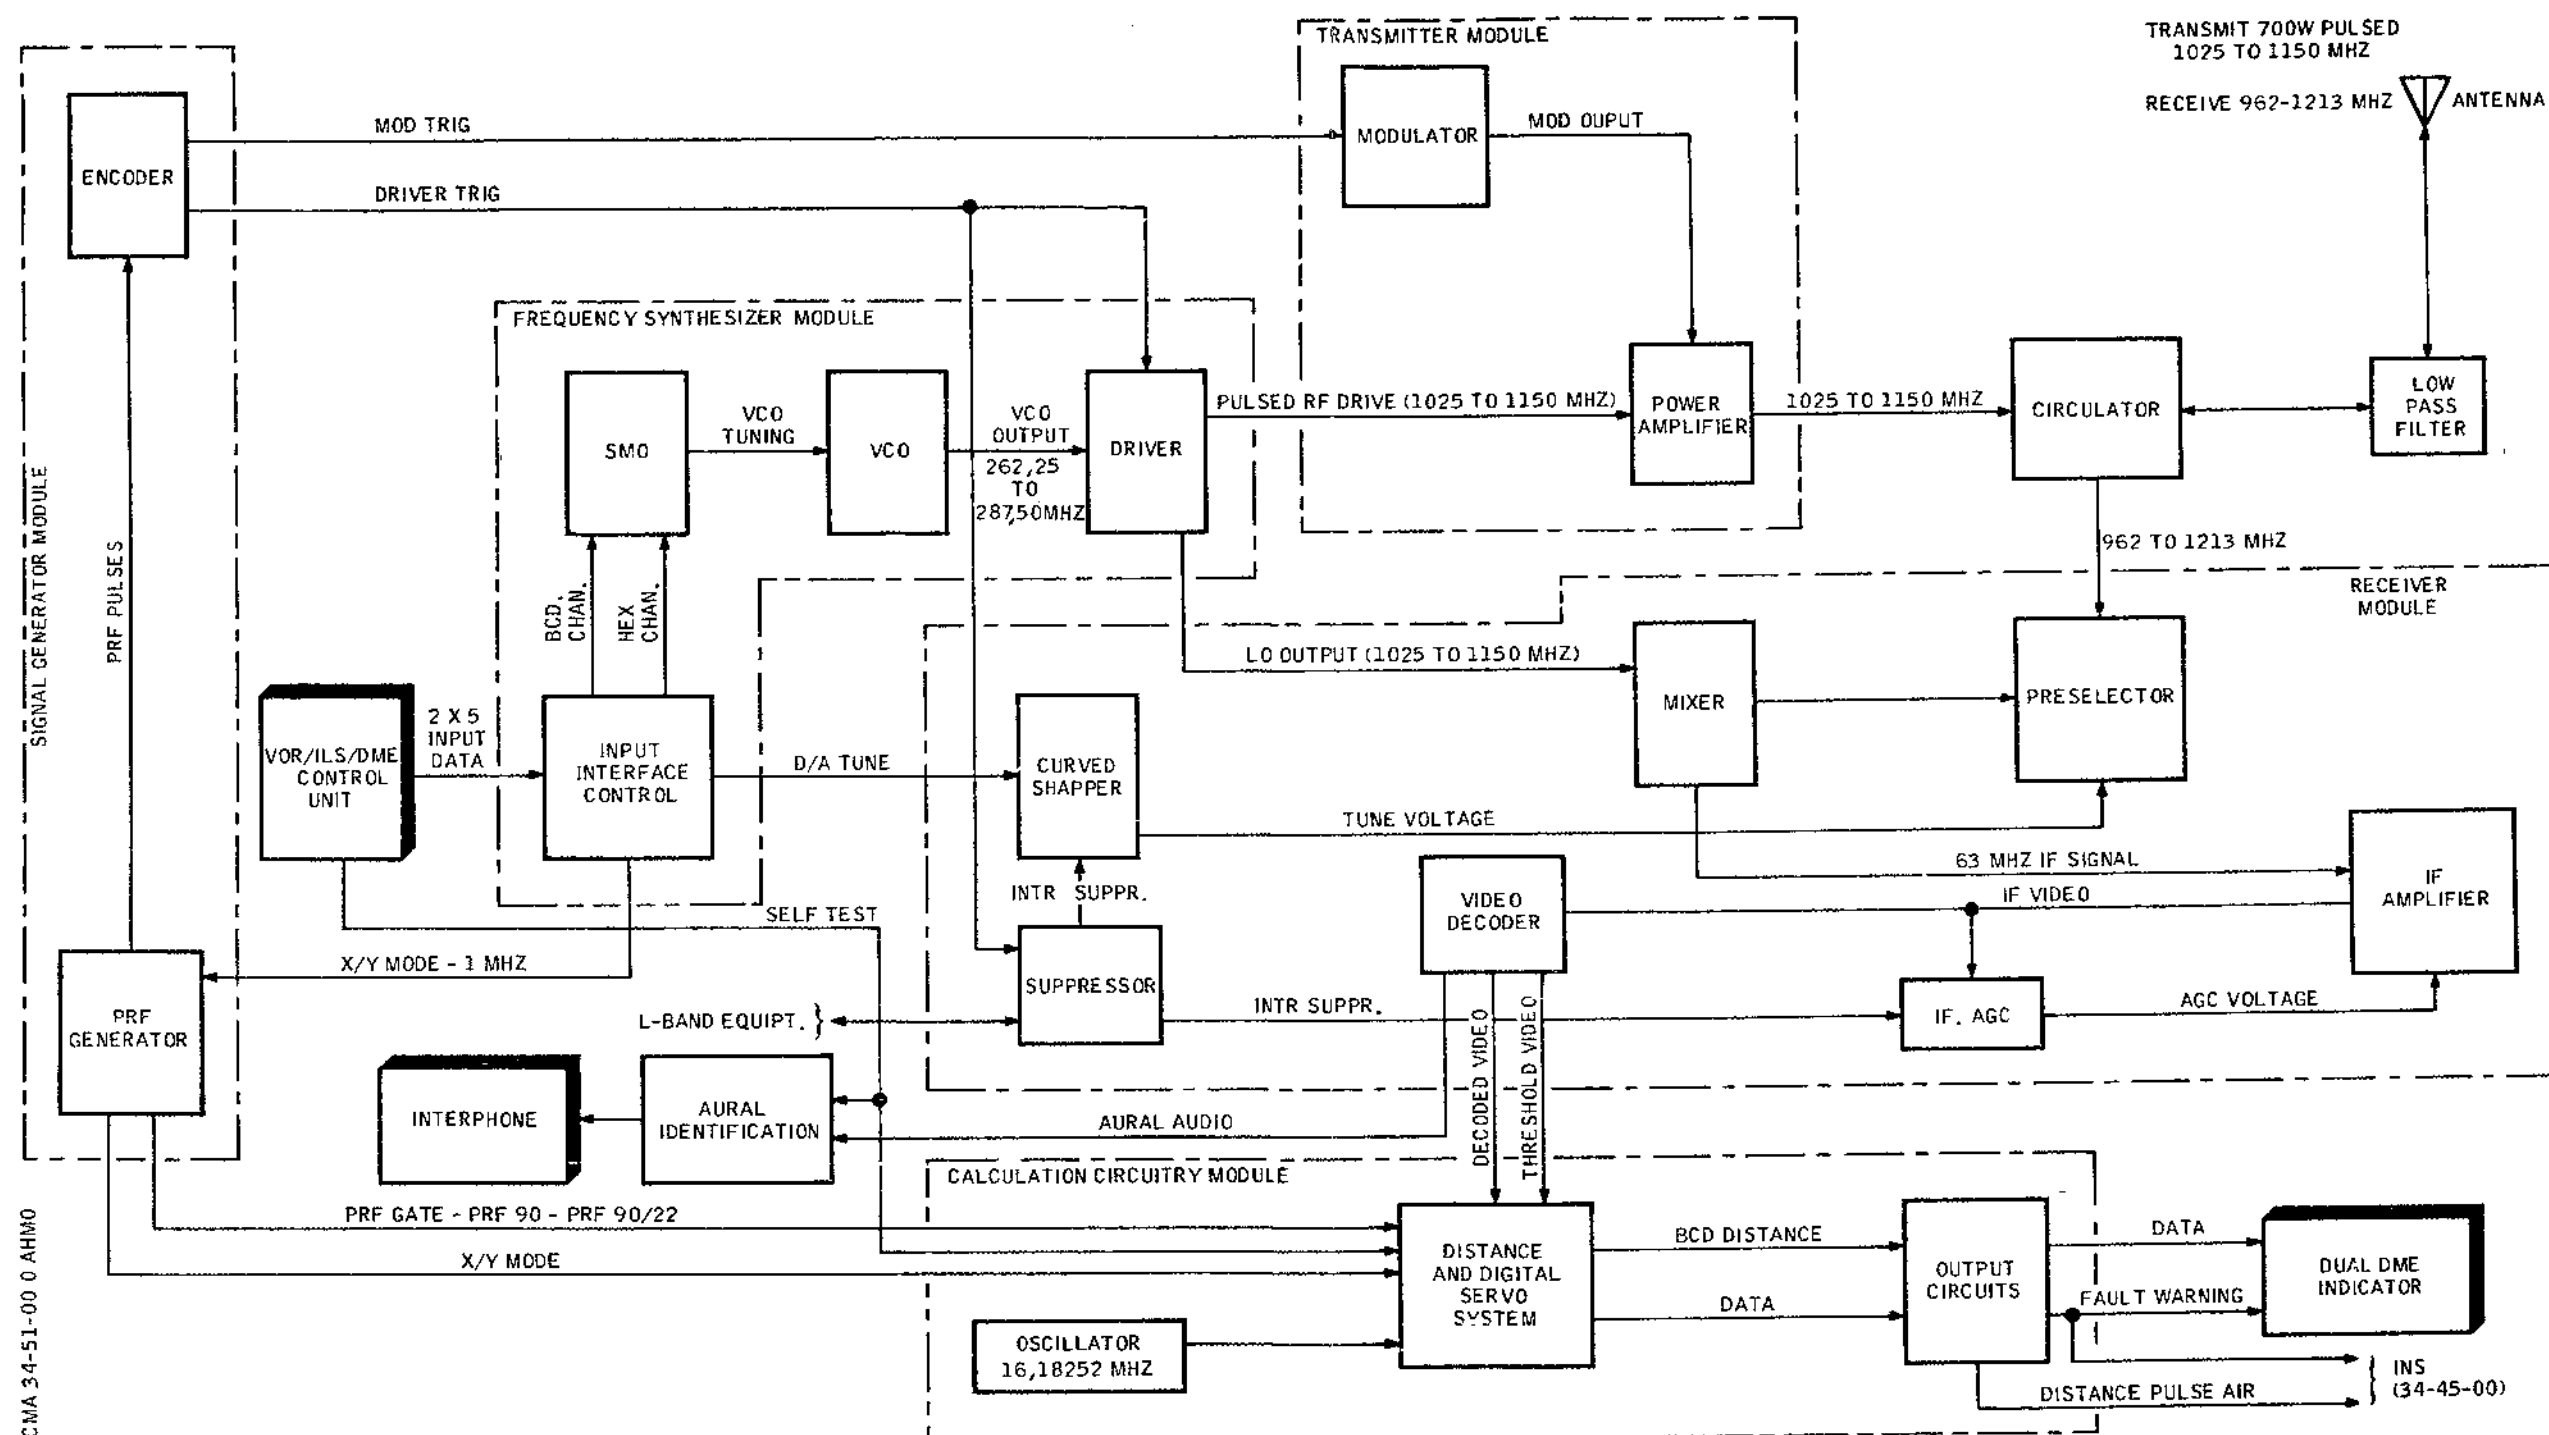 TRANSMITTER MODULE
TRANSMIT 700W PULSED
1025 TO 1150 MHZ
RECEIVE 962-1213 MHZ
ANTENNA
ENCODER
MOD TRIG
DRIVER TRIG
MODULATOR
MOD OUPUT
FREQUENCY SYNTHESIZER MODULE
SMO
VCO
TUNING
VCO
VCO
OUTPUT
262,25
TO
287,50MHZ
DRIVER
PULSED RF DRIVE (1025 TO 1150 MHZ)
POWER
AMPLIFIER
1025 TO 1150 MHZ
CIRCULATOR
LOW
PASS
FILTER
962 TO 1213 MHZ
RECEIVER
MODULE
SIGNAL GENERATOR MODULE
PRF PULSES
BCD.
CHAN.
HEX
CHAN.
LO OUTPUT (1025 TO 1150 MHZ)
MIXER
PRESELECTOR
VOR/ILS/DME
CONTROL
UNIT
2 X 5
INPUT
DATA
INPUT
INTERFACE
CONTROL
D/A TUNE
CURVED
SHAPPER
TUNE VOLTAGE
63 MHZ IF SIGNAL
IF VIDEO
IF
AMPLIFIER
INTR SUPPR.
VIDEO
DECODER
SELF TEST
X/Y MODE - 1 MHZ
SUPPRESSOR
PRF
GENERATOR
L-BAND EQUIPT.
INTR SUPPR.
IF. AGC
AGC VOLTAGE
DECODED VIDEO
THRESHOLD VIDEO
INTERPHONE
AURAL
IDENTIFICATION
AURAL AUDIO
CALCULATION CIRCUITRY MODULE
PRF GATE - PRF 90 - PRF 90/22
X/Y MODE
DISTANCE
AND DIGITAL
SERVO
SYSTEM
BCD DISTANCE
DATA
OUTPUT
CIRCUITS
DATA
FAULT WARNING
DUAL DME
INDICATOR
OSCILLATOR
16,18252 MHZ
INS
(34-45-00)
DISTANCE PULSE AIR
CMA 34-51-00 0 AHM0